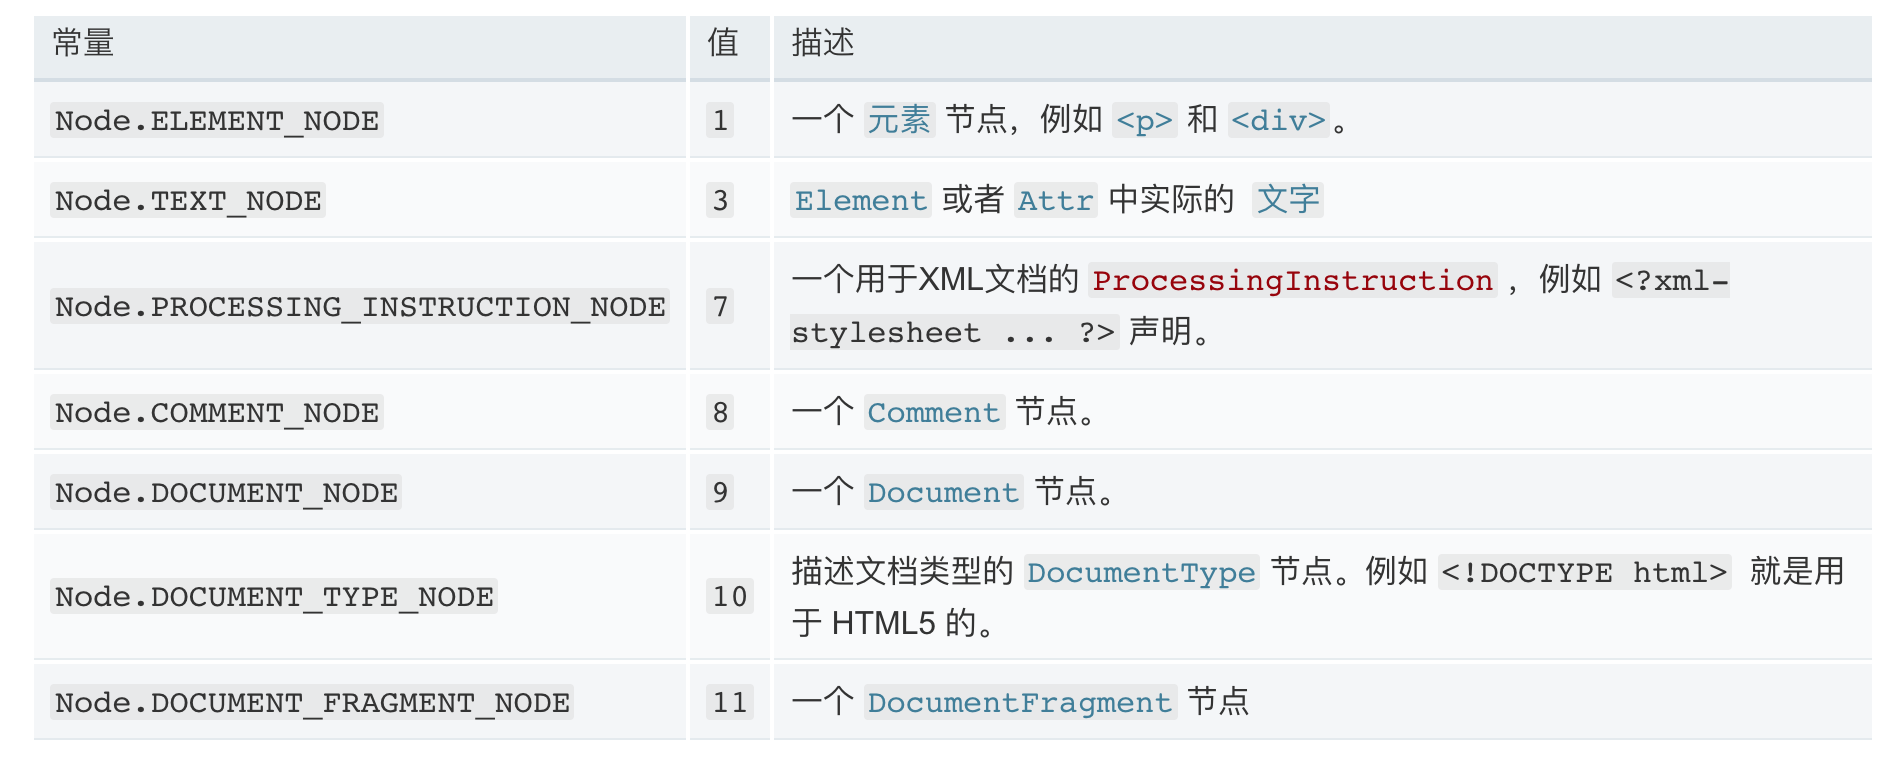 常量 值 描述
Node.ELEMENT_NODE 1 一个 元素 节点，例如 <p> 和 <div>。
Node.TEXT_NODE 3 Element 或者 Attr 中实际的 文字
Node.PROCESSING_INSTRUCTION_NODE 7 一个用于XML文档的 ProcessingInstruction ，例如 <?xml-
stylesheet ... ?> 声明。
Node.COMMENT_NODE 8 一个 Comment 节点。
Node.DOCUMENT_NODE 9 一个 Document 节点。
Node.DOCUMENT_TYPE_NODE 10 描述文档类型的 DocumentType 节点。例如 <!DOCTYPE html> 就是用
于 HTML5 的。
Node.DOCUMENT_FRAGMENT_NODE 11 一个 DocumentFragment 节点